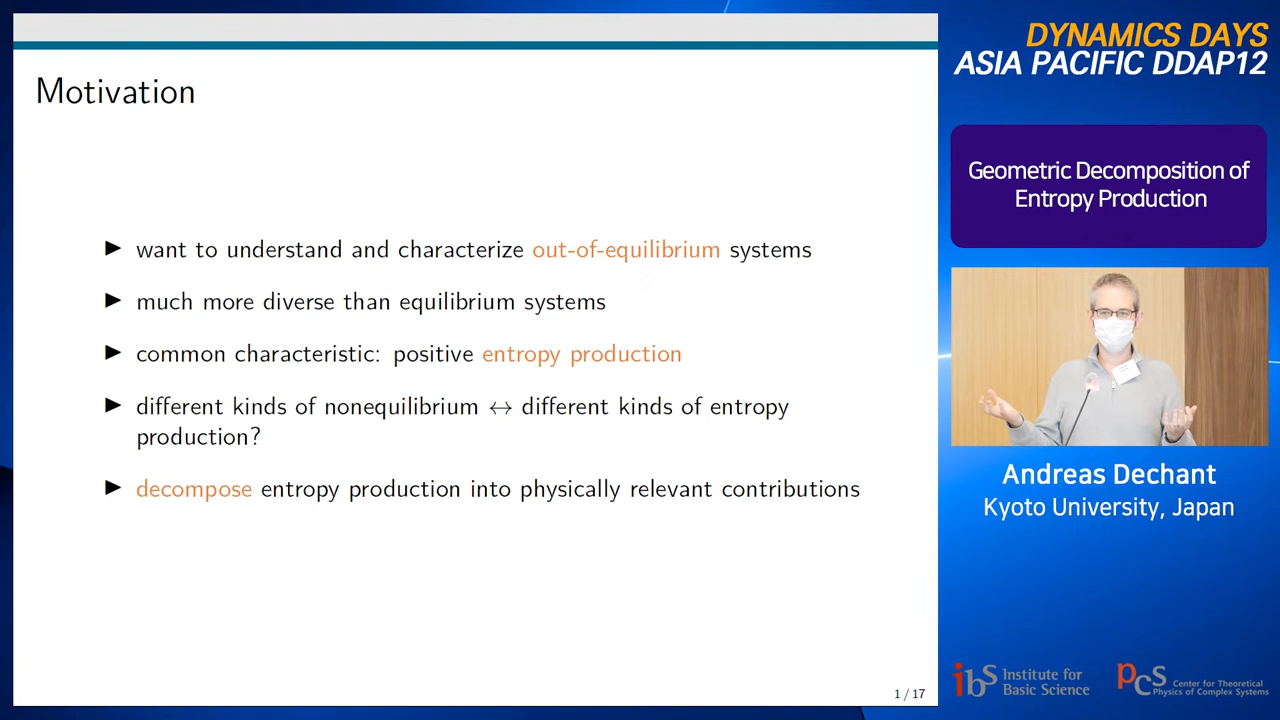 Motivation
▶ want to understand and characterize out-of-equilibrium systems
▶ much more diverse than equilibrium systems
▶ common characteristic: positive entropy production
▶ different kinds of nonequilibrium ↔ different kinds of entropy
production?
▶ decompose entropy production into physically relevant contributions
1 / 17
DYNAMICS DAYS
ASIA PACIFIC DDAP12
Geometric Decomposition of
Entropy Production
Andreas Dechant
Kyoto University, Japan
ibs Institute for
Basic Science
pcs Center for Theoretical
Physics of Complex Systems